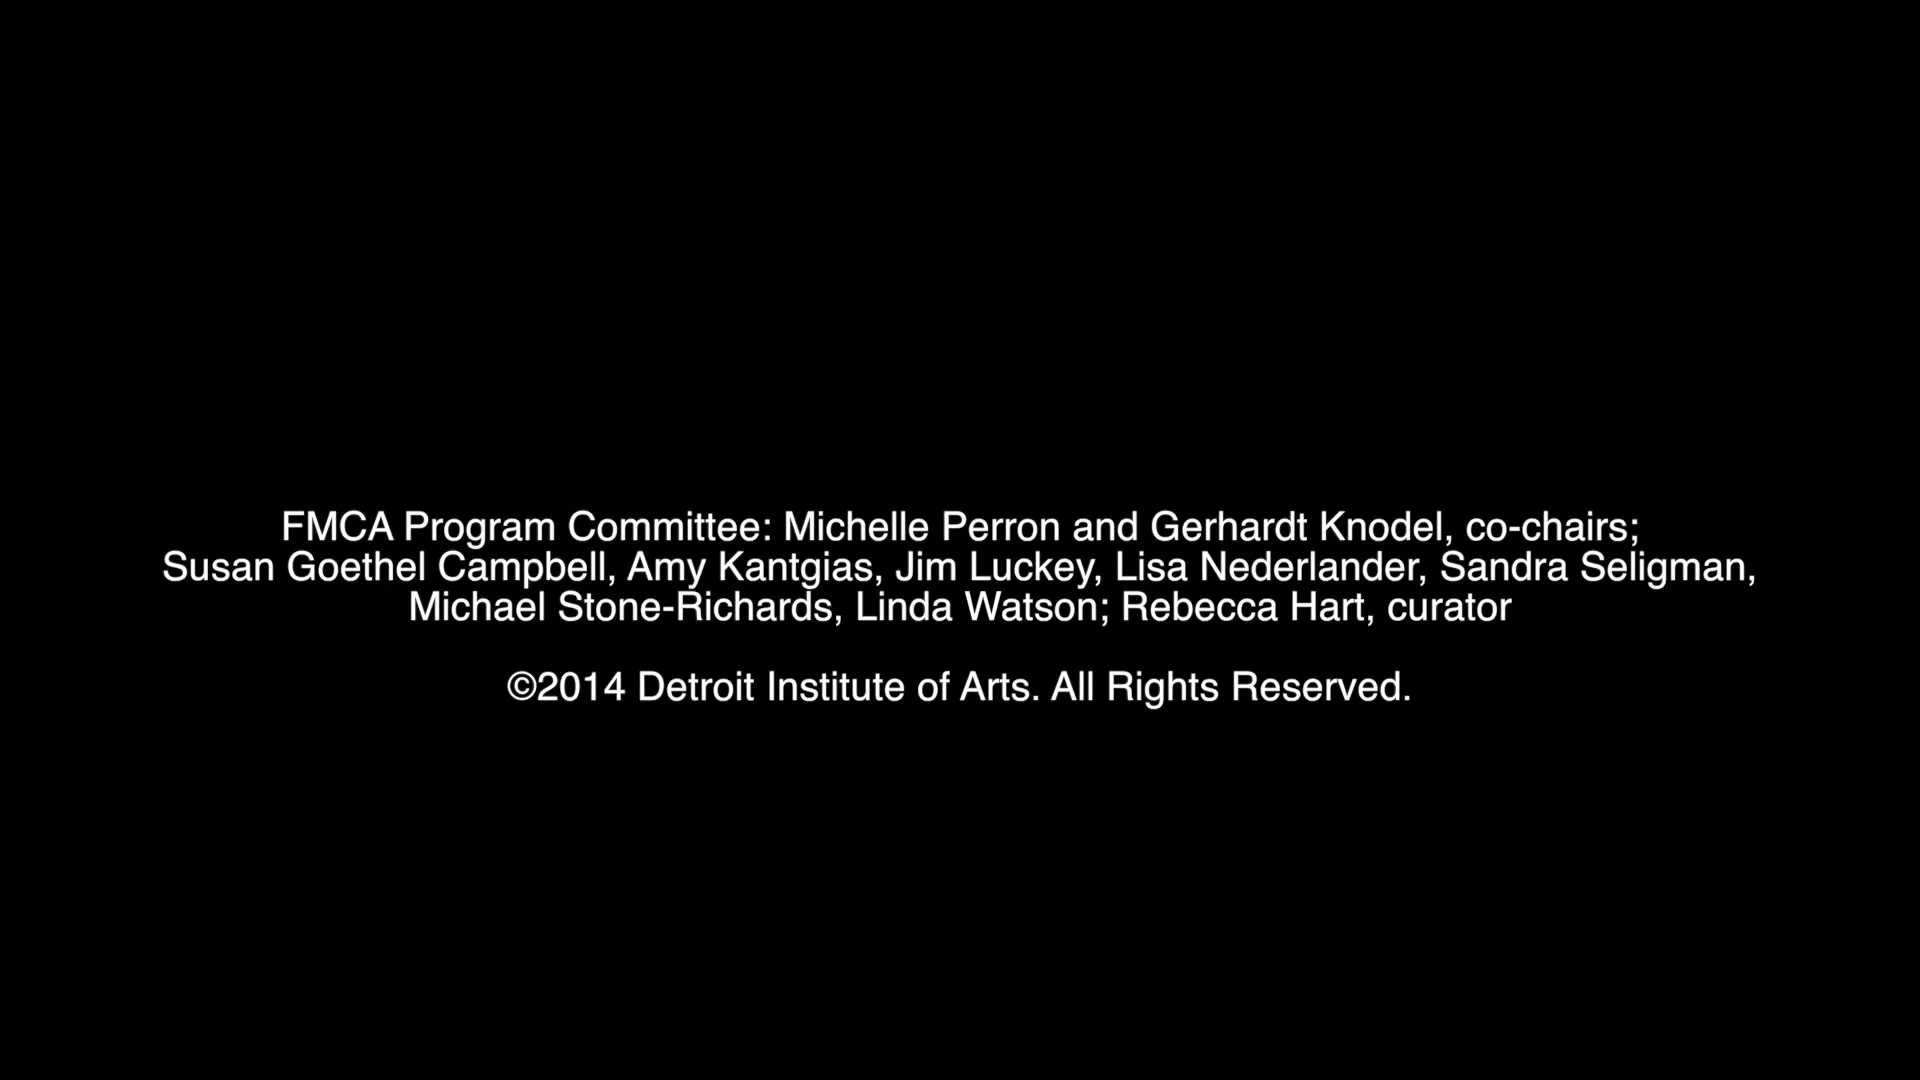 FMCA Program Committee: Michelle Perron and Gerhardt Knodel, co-chairs;
Susan Goethel Campbell, Amy Kantgias, Jim Luckey, Lisa Nederlander, Sandra Seligman,
Michael Stone-Richards, Linda Watson; Rebecca Hart, curator
©2014 Detroit Institute of Arts. All Rights Reserved.